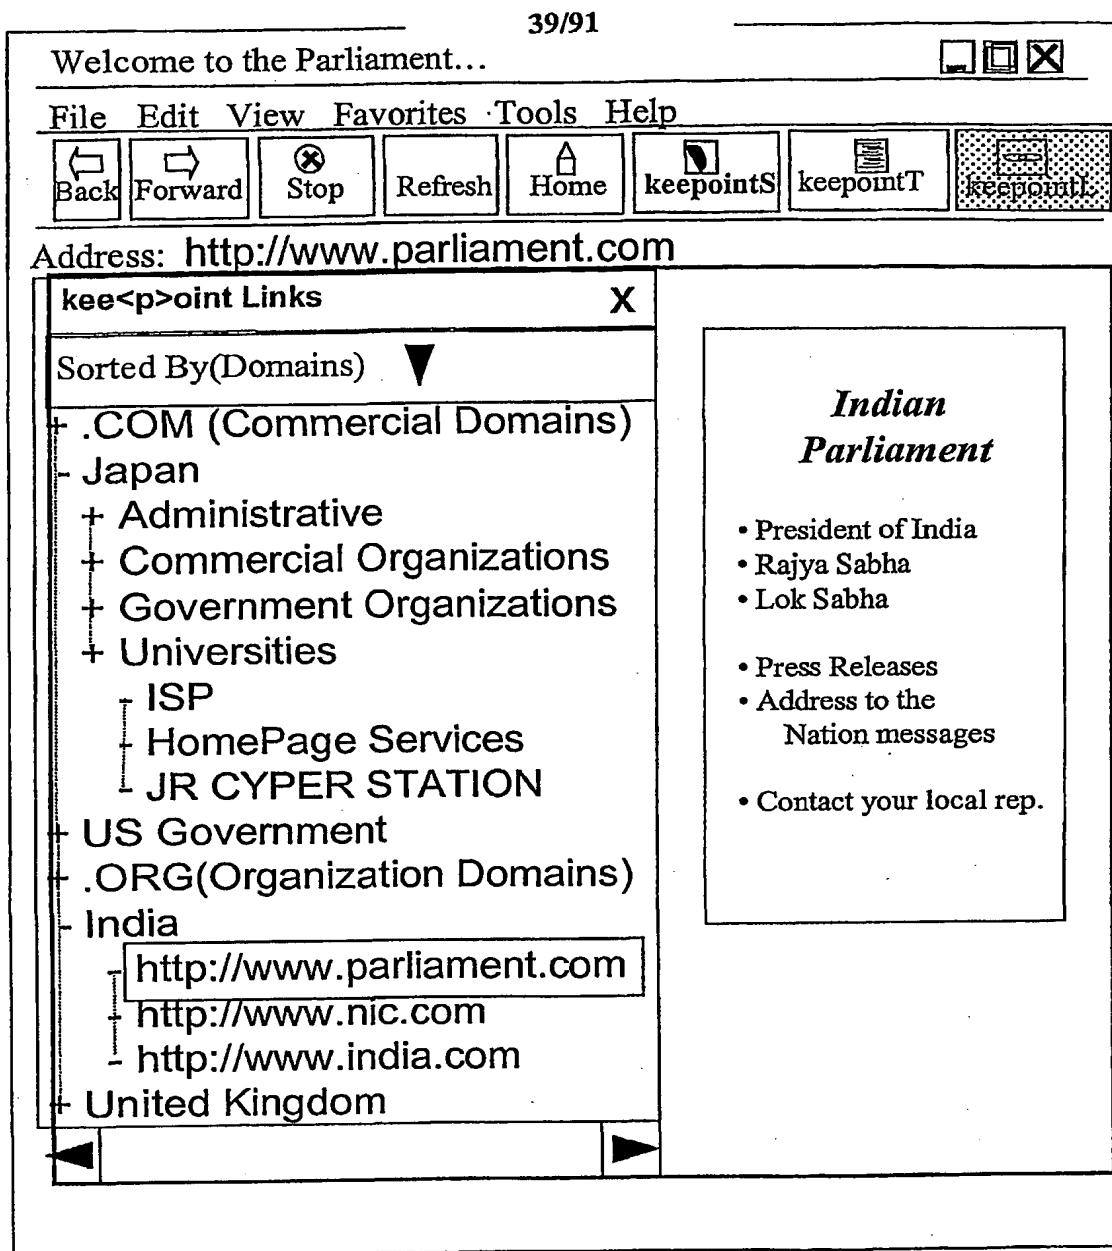 39/91
Welcome to the Parliament...
File Edit View Favorites Tools Help
Back Forward Stop Refresh Home keepointS keepointT keepointL
Address: http://www.parliament.com
kee<p>oint Links X
Sorted By(Domains)
+ .COM (Commercial Domains)
- Japan
+ Administrative
+ Commercial Organizations
+ Government Organizations
+ Universities
- ISP
- HomePage Services
- JR CYPER STATION
+ US Government
+ .ORG(Organization Domains)
- India
- http://www.parliament.com
- http://www.nic.com
- http://www.india.com
+ United Kingdom
Indian
Parliament
• President of India
• Rajya Sabha
• Lok Sabha
• Press Releases
• Address to the
Nation messages
• Contact your local rep.